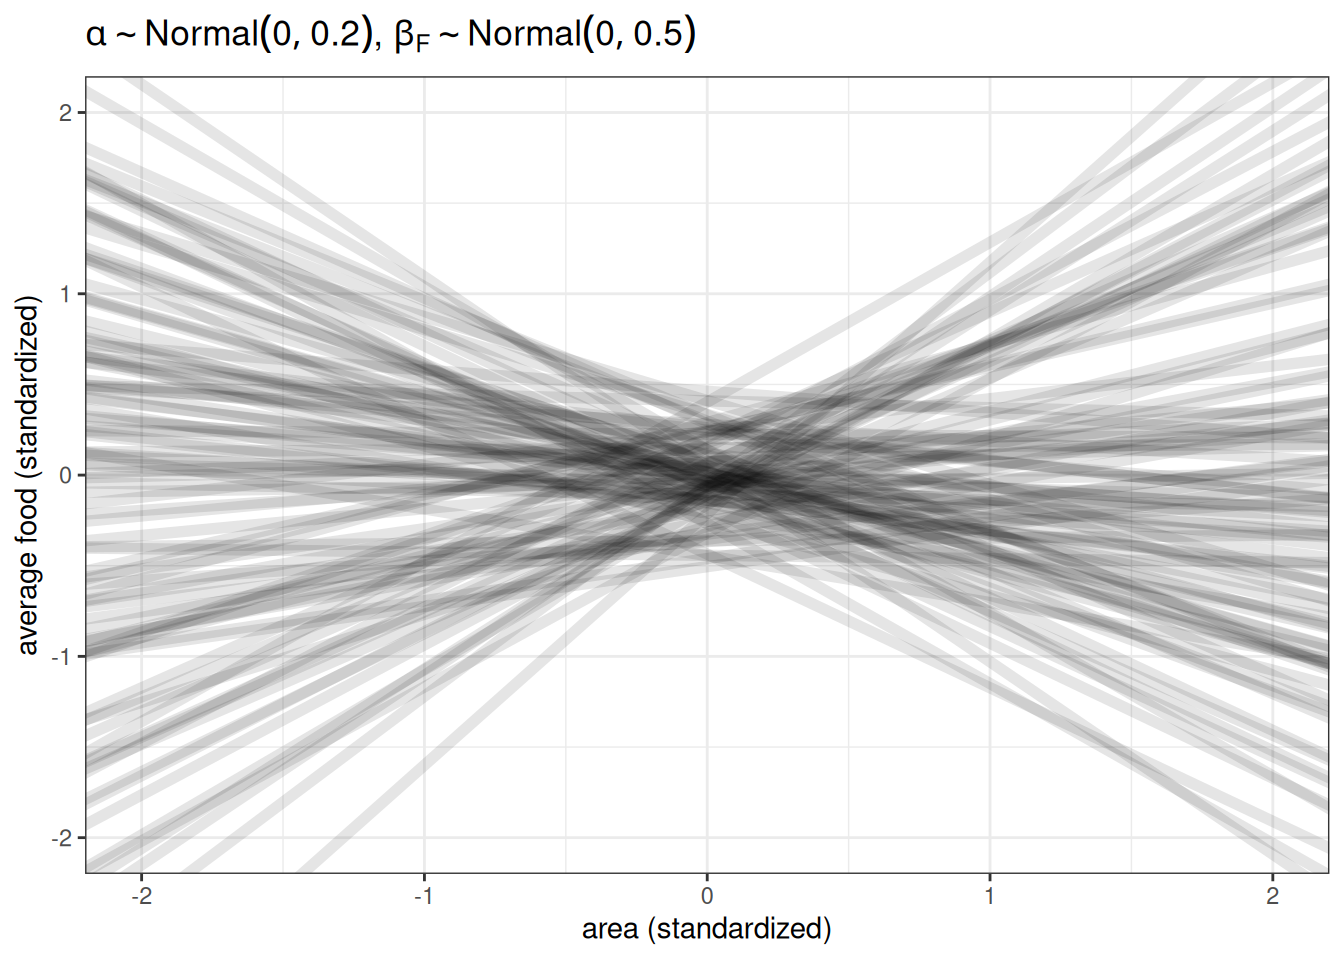 α ~ Normal(0, 0.2), β_F ~ Normal(0, 0.5)
2
1
0
-1
-2
average food (standardized)
-2 -1 0 1 2
area (standardized)